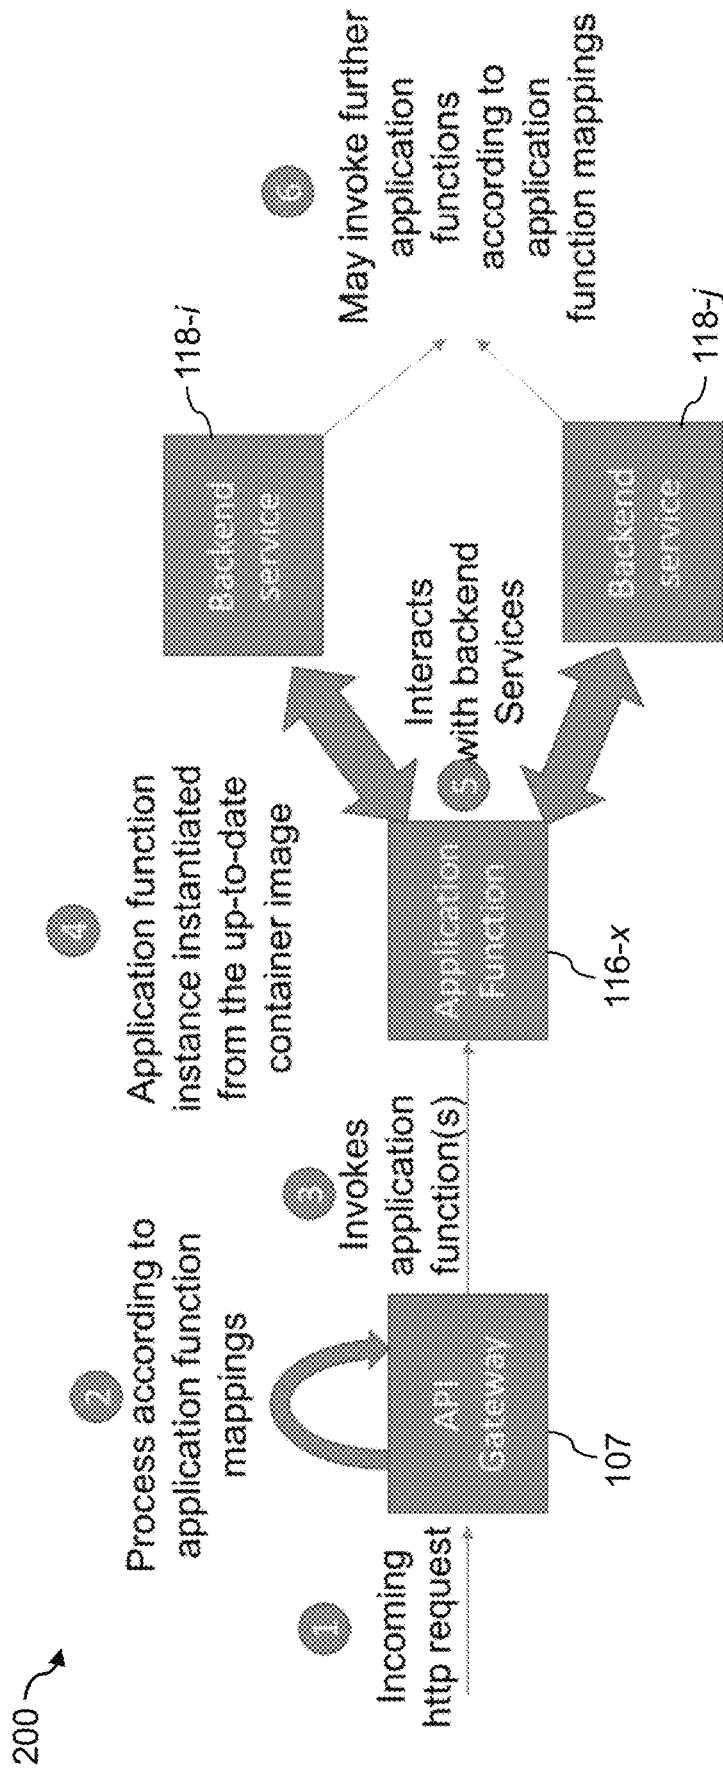 200
1
Incoming
http request
2
Process according to
application function
mappings
API
Gateway
107
3
Invokes
application
function(s)
4
Application function
instance instantiated
from the up-to-date
container image
Application
Function
116-x
5
Interacts
with backend
Services
Backend
service
118-i
Backend
service
118-j
6
May invoke further
application
functions
according to
application
function mappings